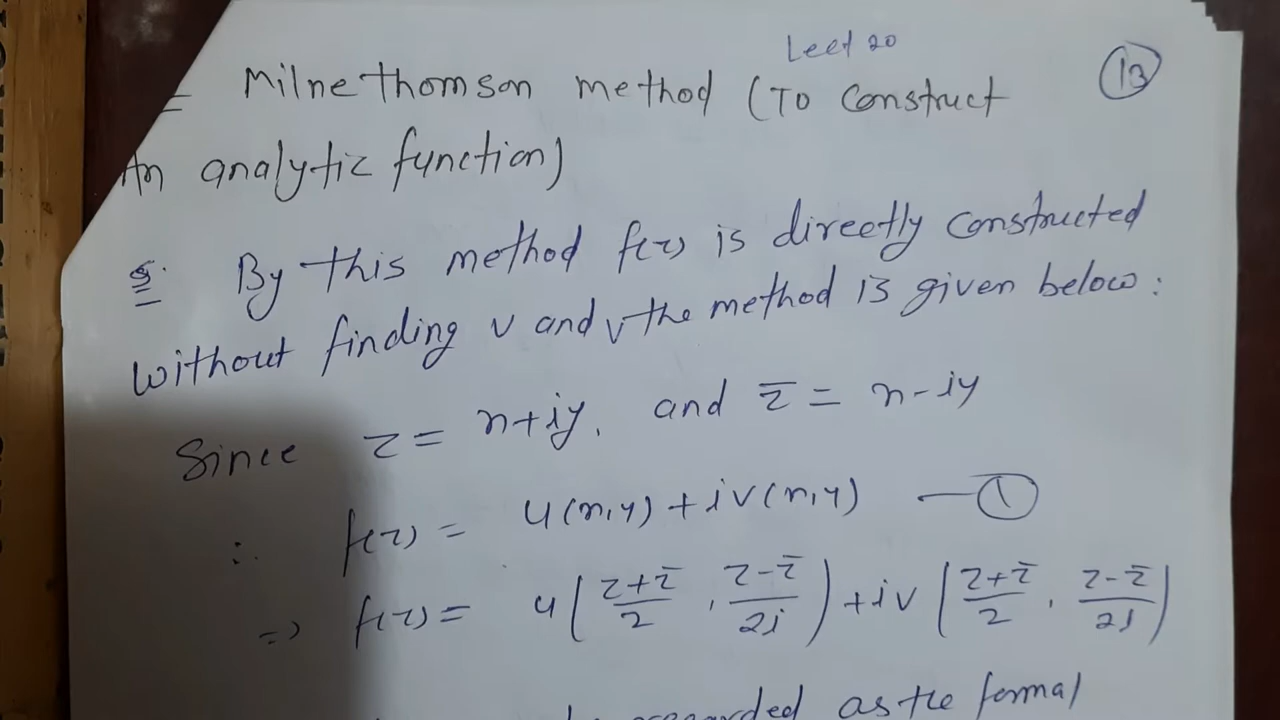 Lect 20
13
= Milne thomson method (To Construct
An analytic function)
By this method f(z) is directly Constructed
without finding u and v the method is given below:
Since z = x+iy, and z̅ = x-iy
∴ f(z) = u(x,y) + iv(x,y) — ①
=> f(z) = u( (z+z̅)/2 , (z-z̅)/2i ) + iv( (z+z̅)/2 , (z-z̅)/2i )
as the formal